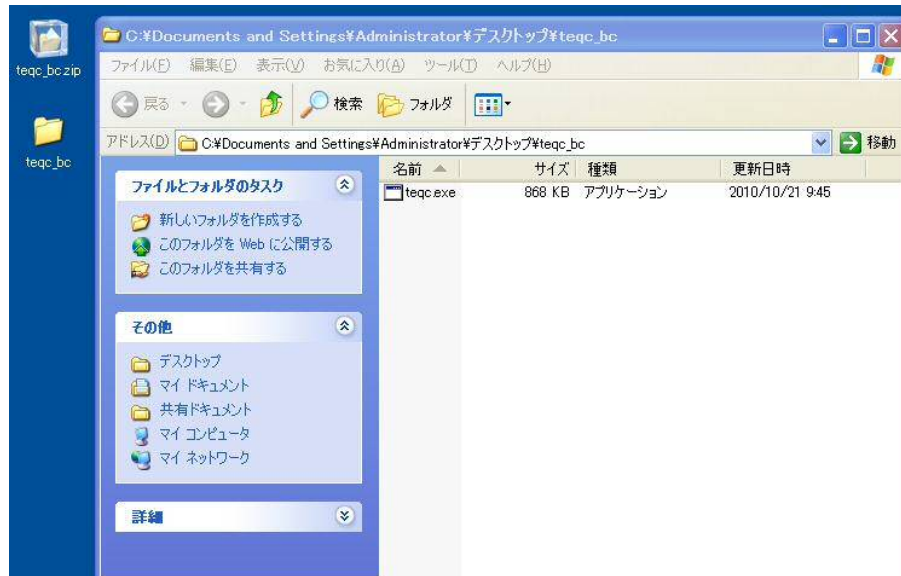 teqc_bc.zip
teqc_bc
C:¥Documents and Settings¥Administrator¥デスクトップ¥teqc_bc
ファイル(F) 編集(E) 表示(V) お気に入り(A) ツール(T) ヘルプ(H)
戻る 検索 フォルダ
アドレス(D) C:¥Documents and Settings¥Administrator¥デスクトップ¥teqc_bc 移動
名前 サイズ 種類 更新日時
teqc.exe 868 KB アプリケーション 2010/10/21 9:45
ファイルとフォルダのタスク
新しいフォルダを作成する
このフォルダを Web に公開する
このフォルダを共有する
その他
デスクトップ
マイ ドキュメント
共有ドキュメント
マイ コンピュータ
マイ ネットワーク
詳細